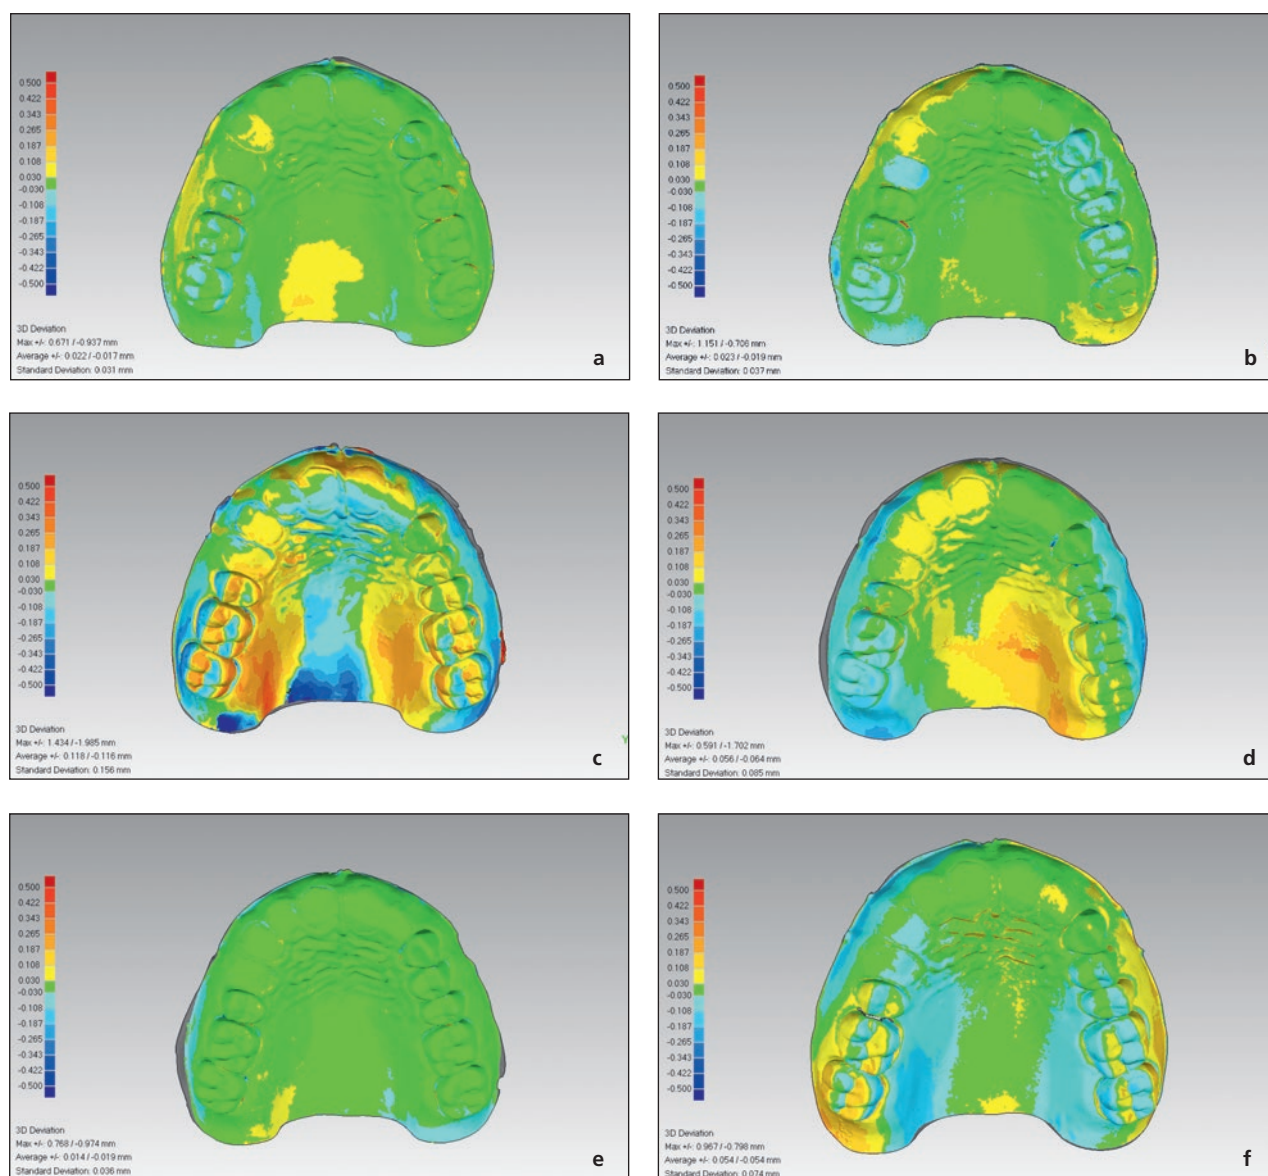 0.500
0.422
0.343
0.265
0.187
0.108
0.030
-0.030
-0.108
-0.187
-0.265
-0.343
-0.422
-0.500
3D Deviation
Max +/-: 0.671 / -0.937 mm
Average +/-: 0.022 / -0.017 mm
Standard Deviation: 0.031 mm
a
0.500
0.422
0.343
0.265
0.187
0.108
0.030
-0.030
-0.108
-0.187
-0.265
-0.343
-0.422
-0.500
3D Deviation
Max +/-: 1.151 / -0.706 mm
Average +/-: 0.023 / -0.019 mm
Standard Deviation: 0.037 mm
b
0.500
0.422
0.343
0.265
0.187
0.108
0.030
-0.030
-0.108
-0.187
-0.265
-0.343
-0.422
-0.500
3D Deviation
Max +/-: 1.434 / -1.985 mm
Average +/-: 0.118 / -0.116 mm
Standard Deviation: 0.156 mm
Y
c
0.500
0.422
0.343
0.265
0.187
0.108
0.030
-0.030
-0.108
-0.187
-0.265
-0.343
-0.422
-0.500
3D Deviation
Max +/-: 0.591 / -1.702 mm
Average +/-: 0.056 / -0.064 mm
Standard Deviation: 0.085 mm
d
0.500
0.422
0.343
0.265
0.187
0.108
0.030
-0.030
-0.108
-0.187
-0.265
-0.343
-0.422
-0.500
3D Deviation
Max +/-: 0.768 / -0.974 mm
Average +/-: 0.014 / -0.019 mm
Standard Deviation: 0.036 mm
e
0.500
0.422
0.343
0.265
0.187
0.108
0.030
-0.030
-0.108
-0.187
-0.265
-0.343
-0.422
-0.500
3D Deviation
Max +/-: 0.967 / -0.798 mm
Average +/-: 0.054 / -0.054 mm
Standard Deviation: 0.074 mm
f